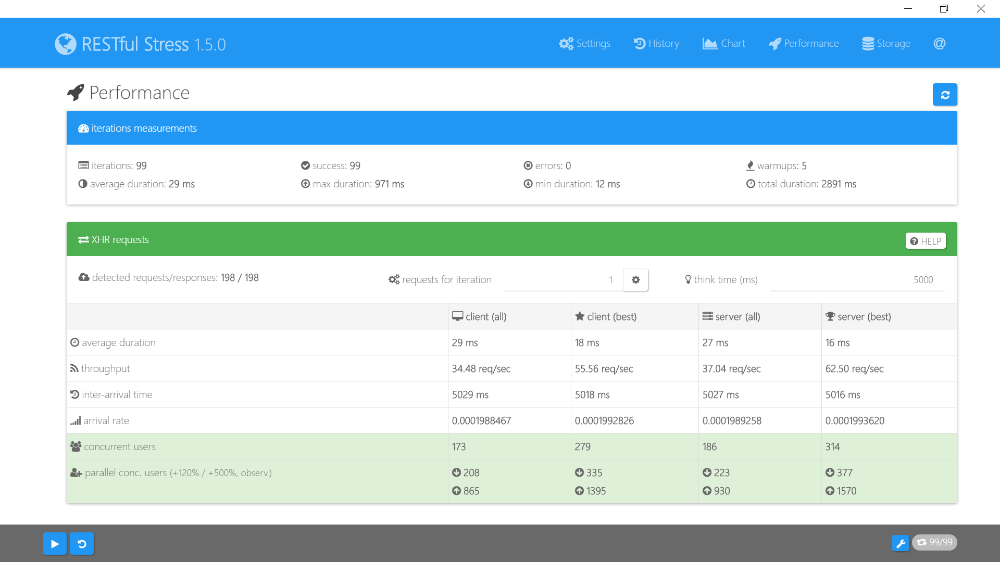 RESTful Stress 1.5.0
Settings
History
Chart
Performance
Storage
@
Performance
iterations measurements
iterations: 99
success: 99
errors: 0
warmups: 5
average duration: 29 ms
max duration: 971 ms
min duration: 12 ms
total duration: 2891 ms
XHR requests
HELP
detected requests/responses: 198 / 198
requests for iteration 1
think time (ms) 5000
client (all) client (best) server (all) server (best)
average duration 29 ms 18 ms 27 ms 16 ms
throughput 34.48 req/sec 55.56 req/sec 37.04 req/sec 62.50 req/sec
inter-arrival time 5029 ms 5018 ms 5027 ms 5016 ms
arrival rate 0.0001988467 0.0001992826 0.0001989258 0.0001993620
concurrent users 173 279 186 314
parallel conc. users (+120% / +500%, observ.) 208 335 223 377
865 1395 930 1570
99/99